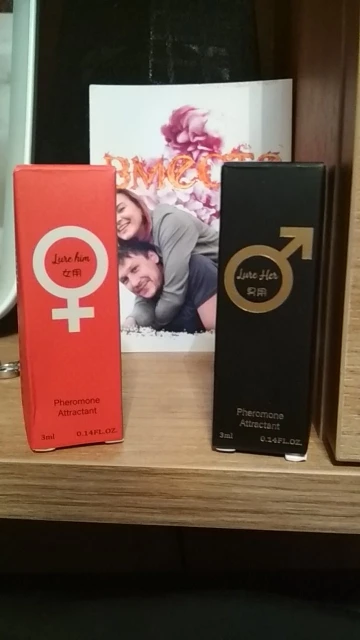 Вместе
Lure him
女用
Pheromone
Attractant
3ml 0.14FL.OZ.
Lure Her
男用
Pheromone
Attractant
3ml 0.14FL.OZ.